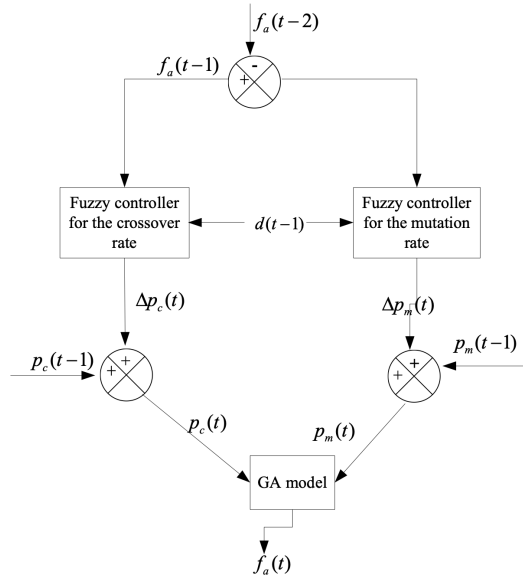 f_a(t−2)
f_a(t−1)
-
+
Fuzzy controller
for the crossover
rate
d(t−1)
Fuzzy controller
for the mutation
rate
Δp_c(t)
Δp_m(t)
p_c(t−1)
+
+
+
+
p_m(t−1)
p_c(t)
p_m(t)
GA model
f_a(t)